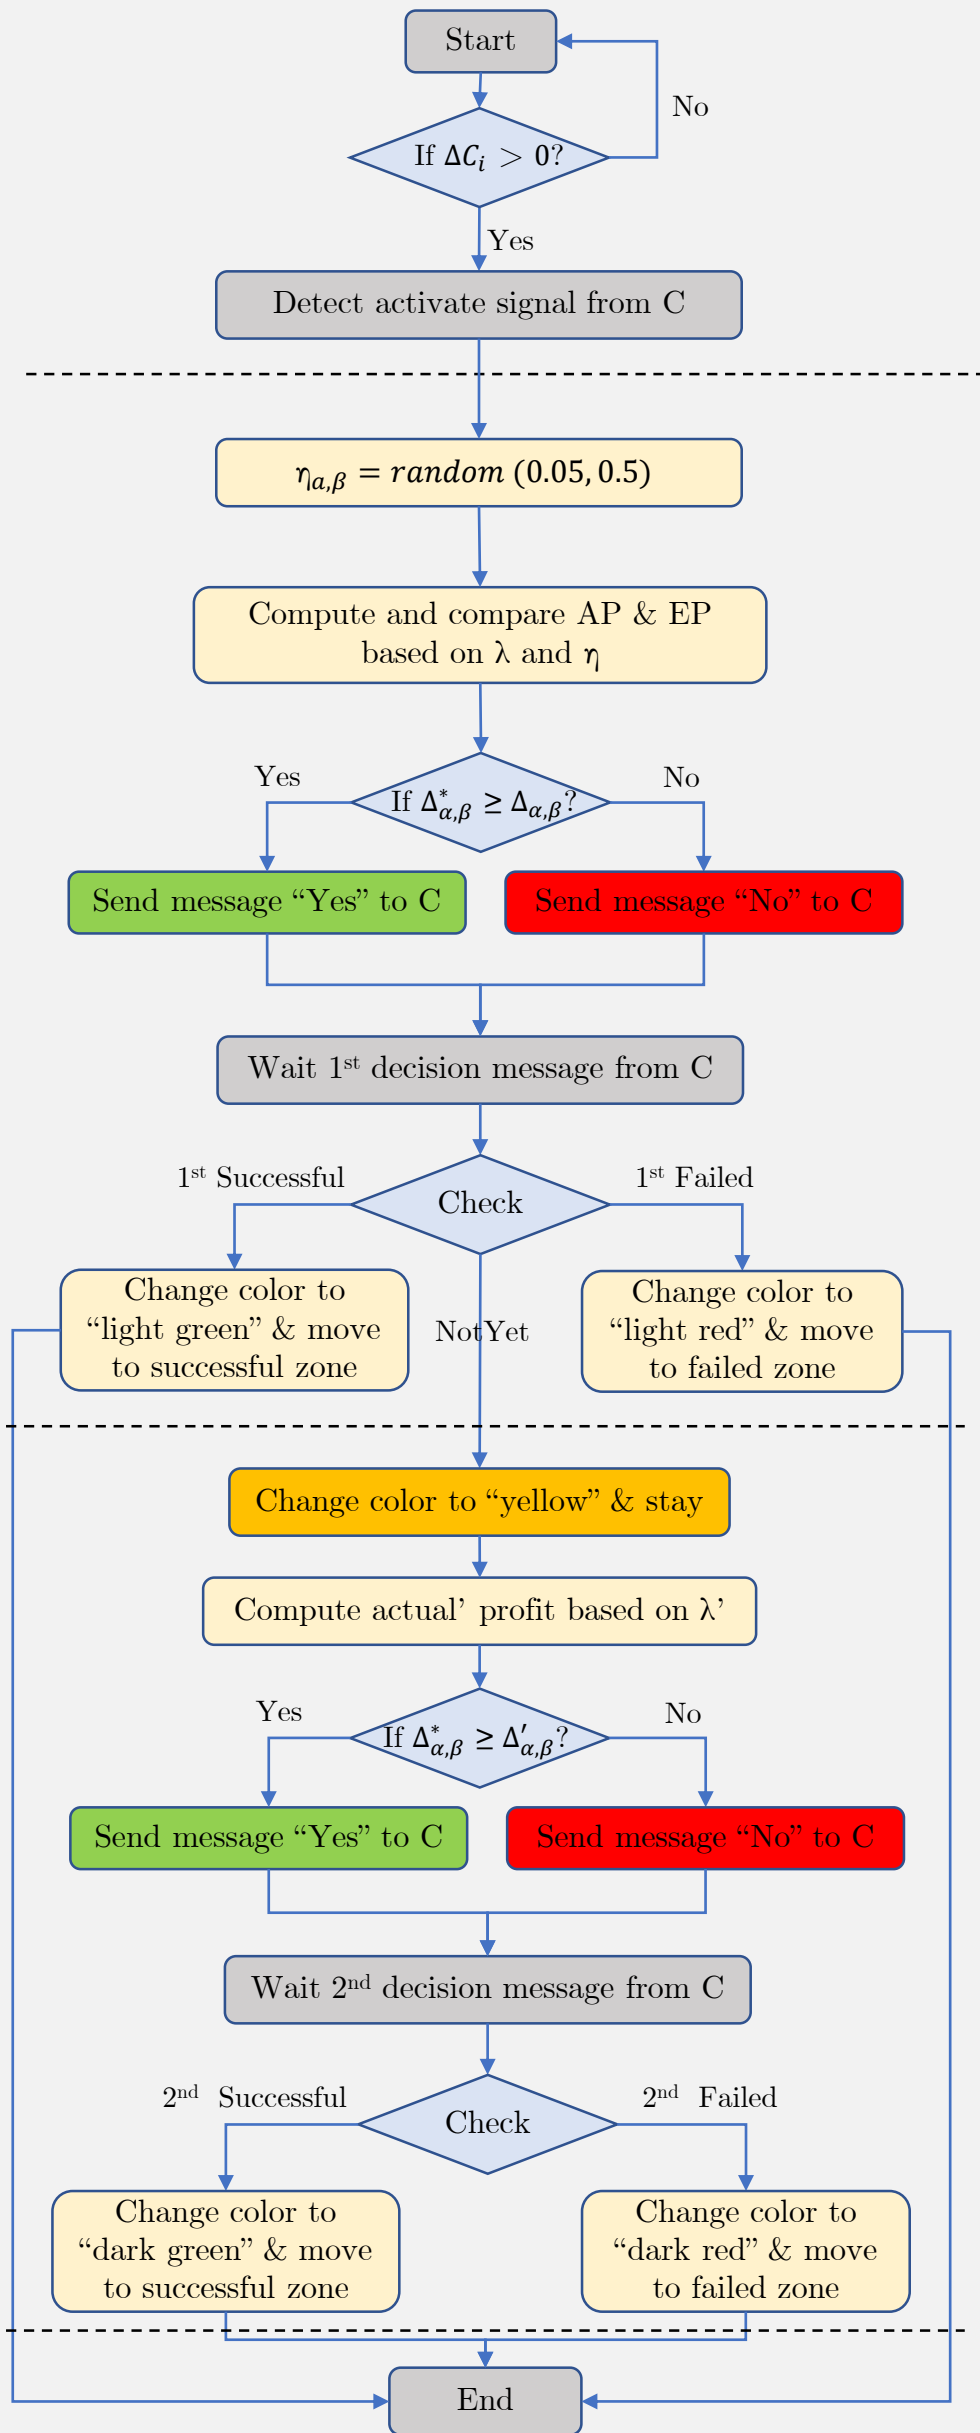 Start
No
If ΔC_i > 0?
Yes
Detect activate signal from C
η_{a,β} = random (0.05, 0.5)
Compute and compare AP & EP
based on λ and η
Yes
No
If Δ*_{α,β} ≥ Δ_{α,β}?
Send message “Yes” to C
Send message “No” to C
Wait 1st decision message from C
1st Successful
1st Failed
Check
Change color to
“light green” & move
to successful zone
NotYet
Change color to
“light red” & move
to failed zone
Change color to “yellow” & stay
Compute actual’ profit based on λ’
Yes
No
If Δ*_{α,β} ≥ Δ′_{α,β}?
Send message “Yes” to C
Send message “No” to C
Wait 2nd decision message from C
2nd Successful
2nd Failed
Check
Change color to
“dark green” & move
to successful zone
Change color to
“dark red” & move
to failed zone
End